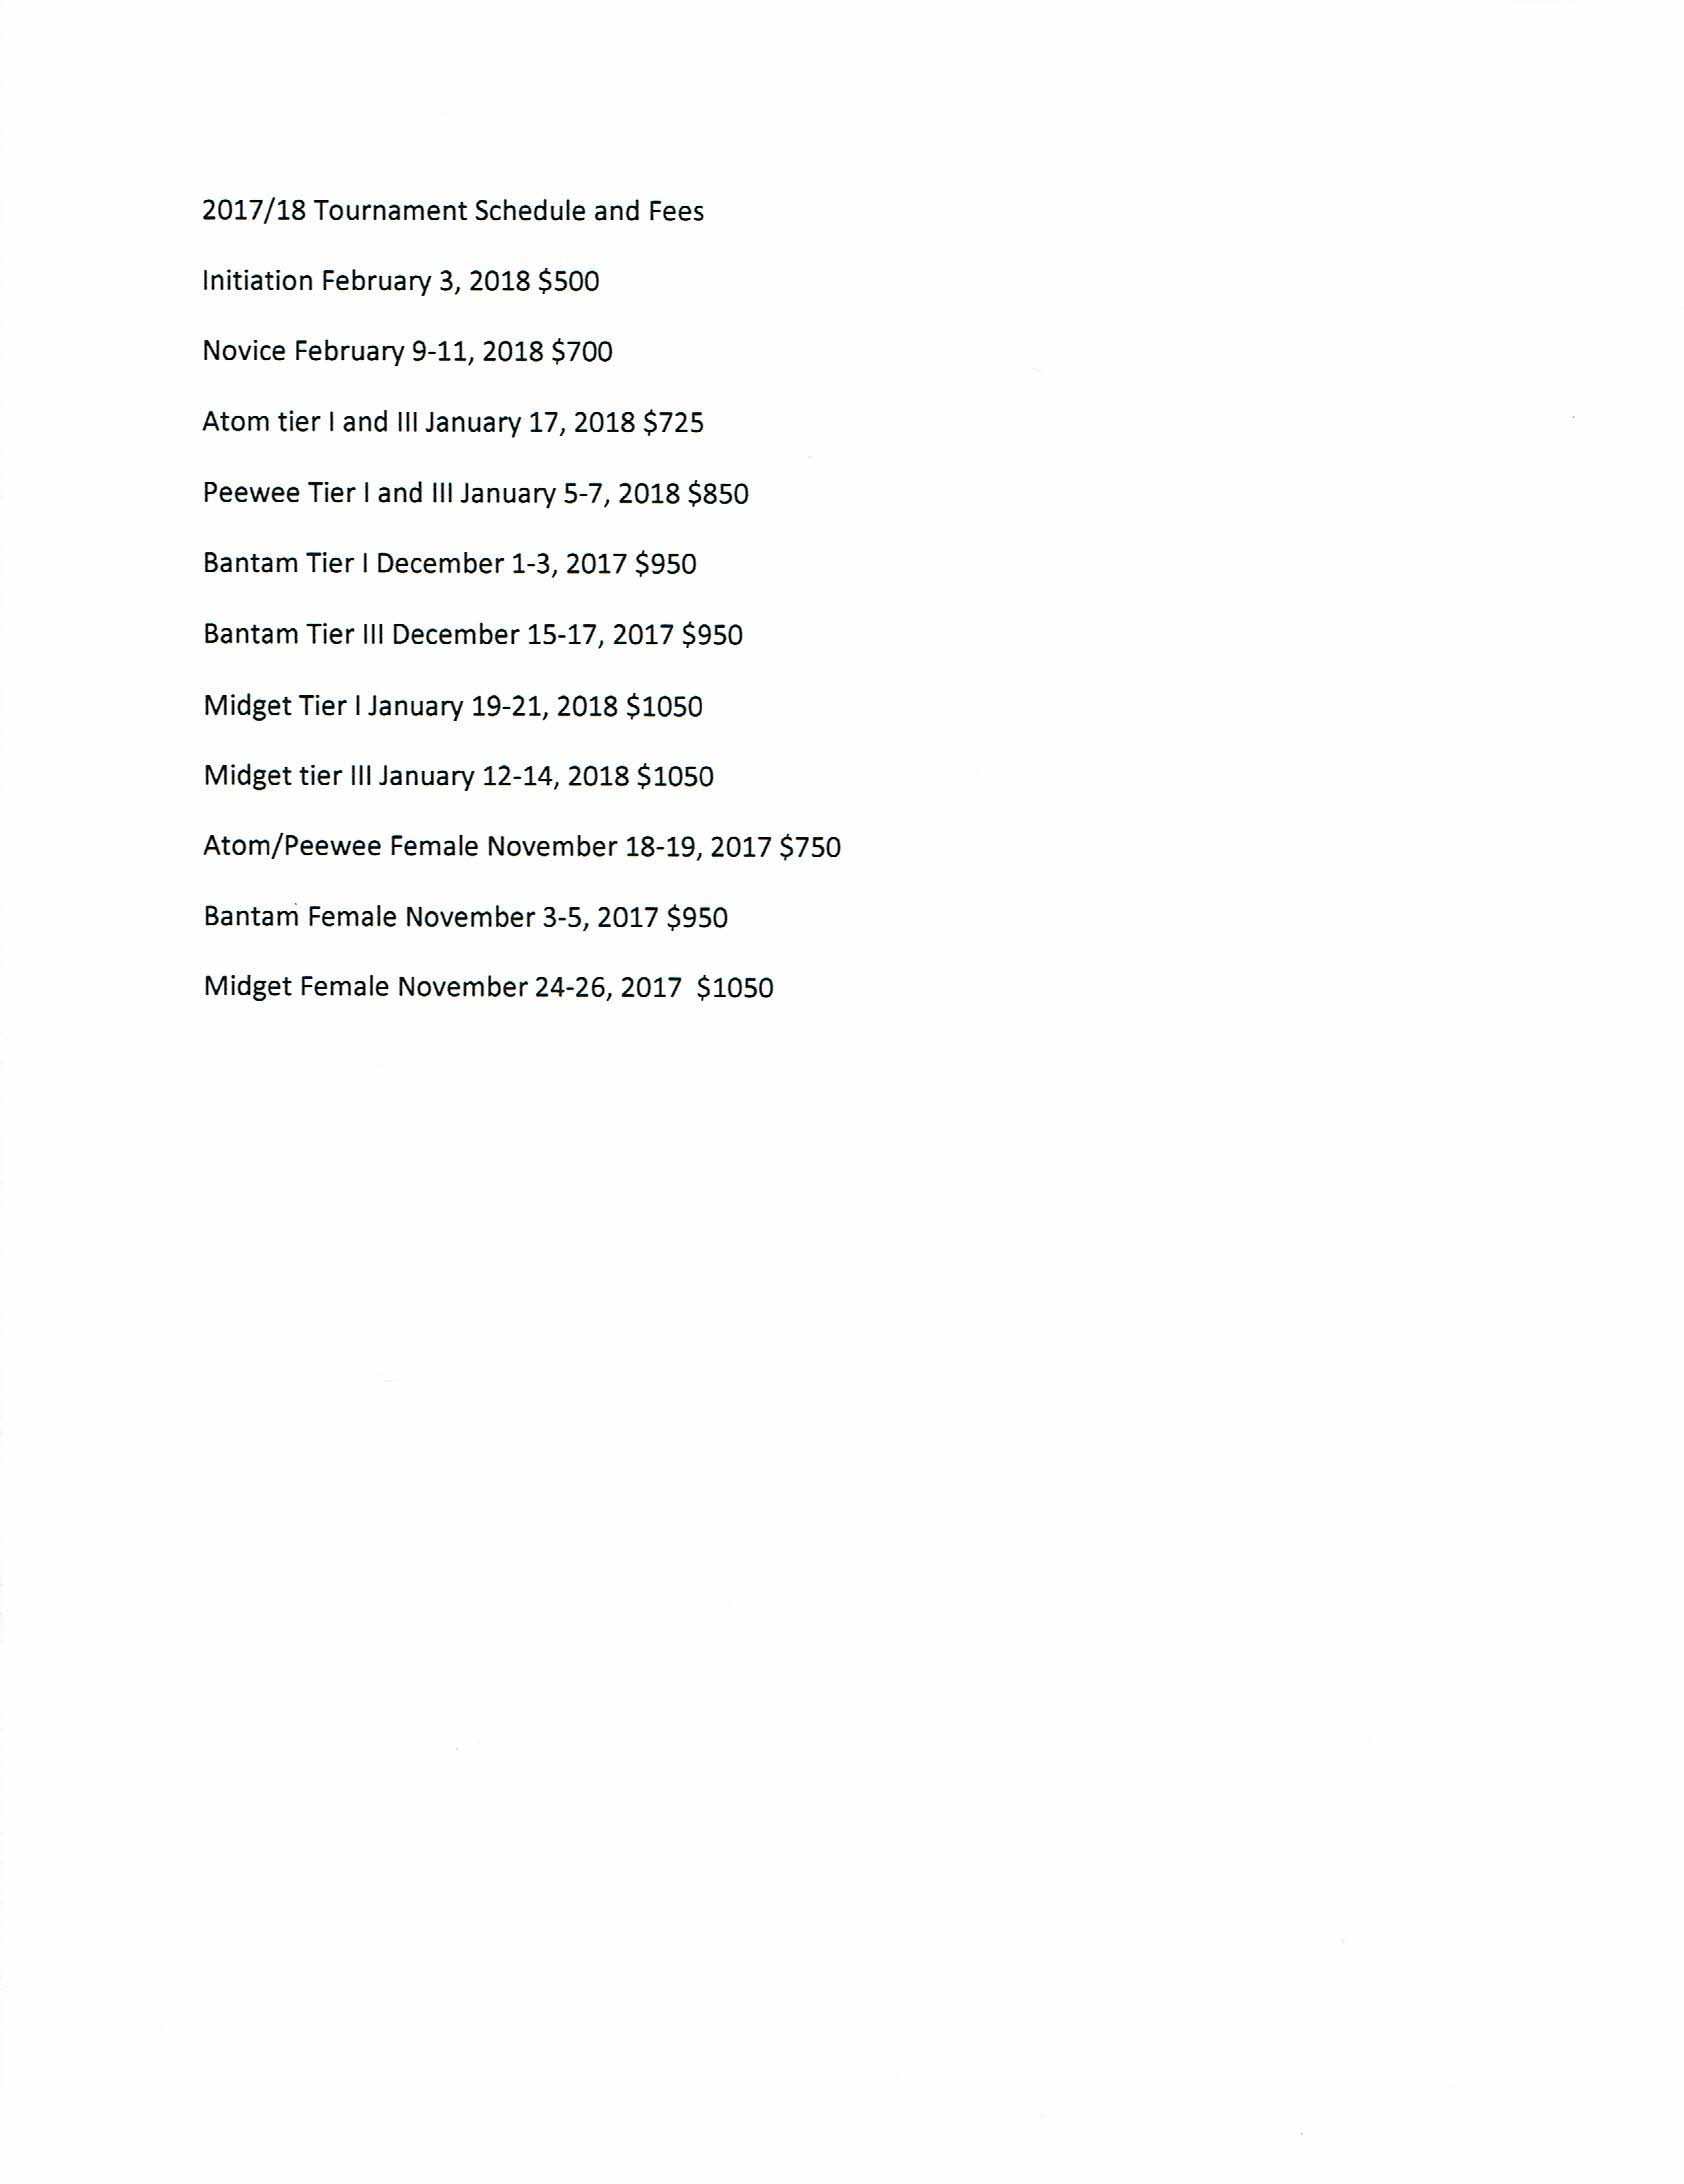 2017/18 Tournament Schedule and Fees
Initiation February 3, 2018 $500
Novice February 9-11, 2018 $700
Atom tier I and III January 17, 2018 $725
Peewee Tier I and III January 5-7, 2018 $850
Bantam Tier I December 1-3, 2017 $950
Bantam Tier III December 15-17, 2017 $950
Midget Tier I January 19-21, 2018 $1050
Midget tier III January 12-14, 2018 $1050
Atom/Peewee Female November 18-19, 2017 $750
Bantam Female November 3-5, 2017 $950
Midget Female November 24-26, 2017  $1050